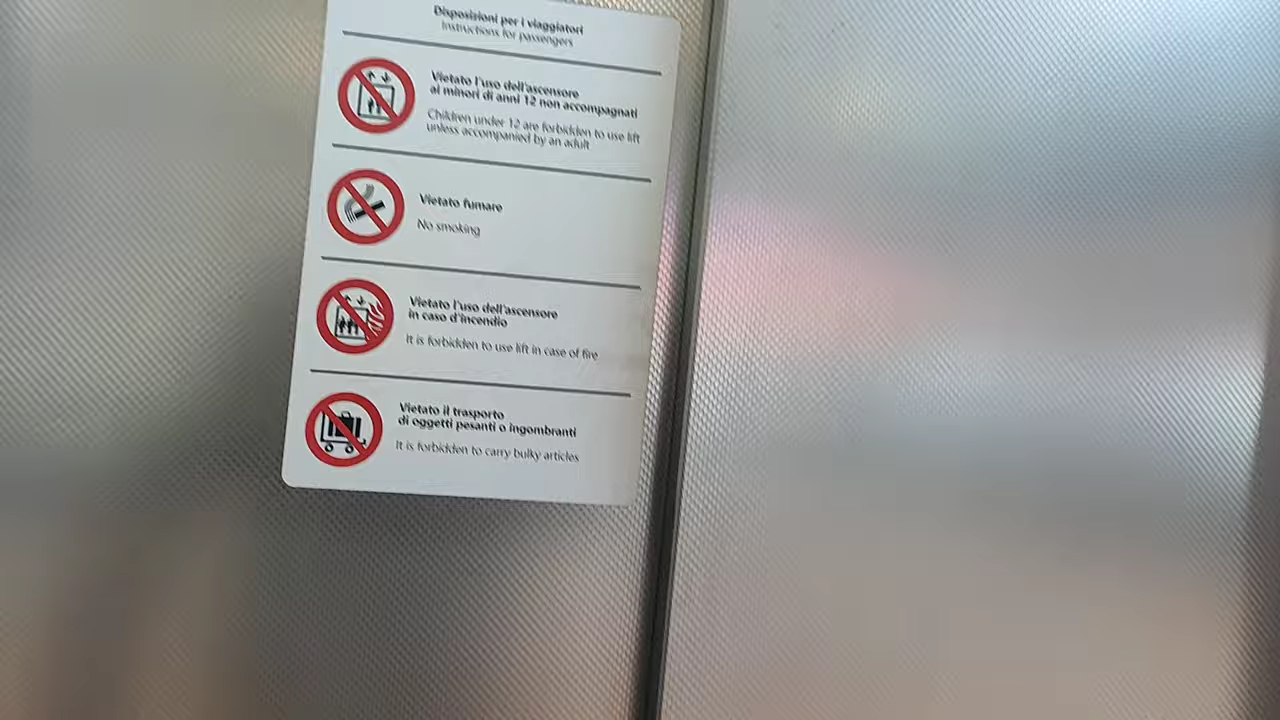 Disposizioni per i viaggiatori
Instructions for passengers
Vietato l'uso dell'ascensore
ai minori di anni 12 non accompagnati
Children under 12 are forbidden to use lift
unless accompanied by an adult
Vietato fumare
No smoking
Vietato l'uso dell'ascensore
in caso d'incendio
It is forbidden to use lift in case of fire
Vietato il trasporto
di oggetti pesanti o ingombranti
It is forbidden to carry bulky articles